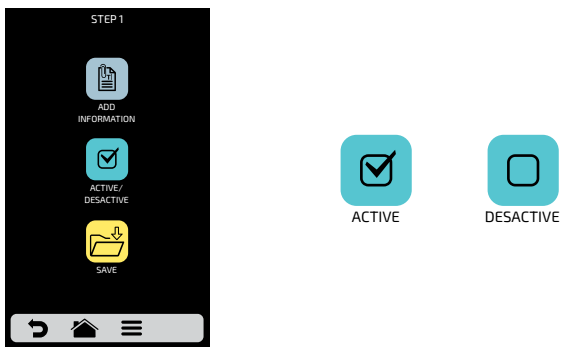 STEP 1
ADD
INFORMATION
ACTIVE/
DESACTIVE
SAVE
ACTIVE
DESACTIVE